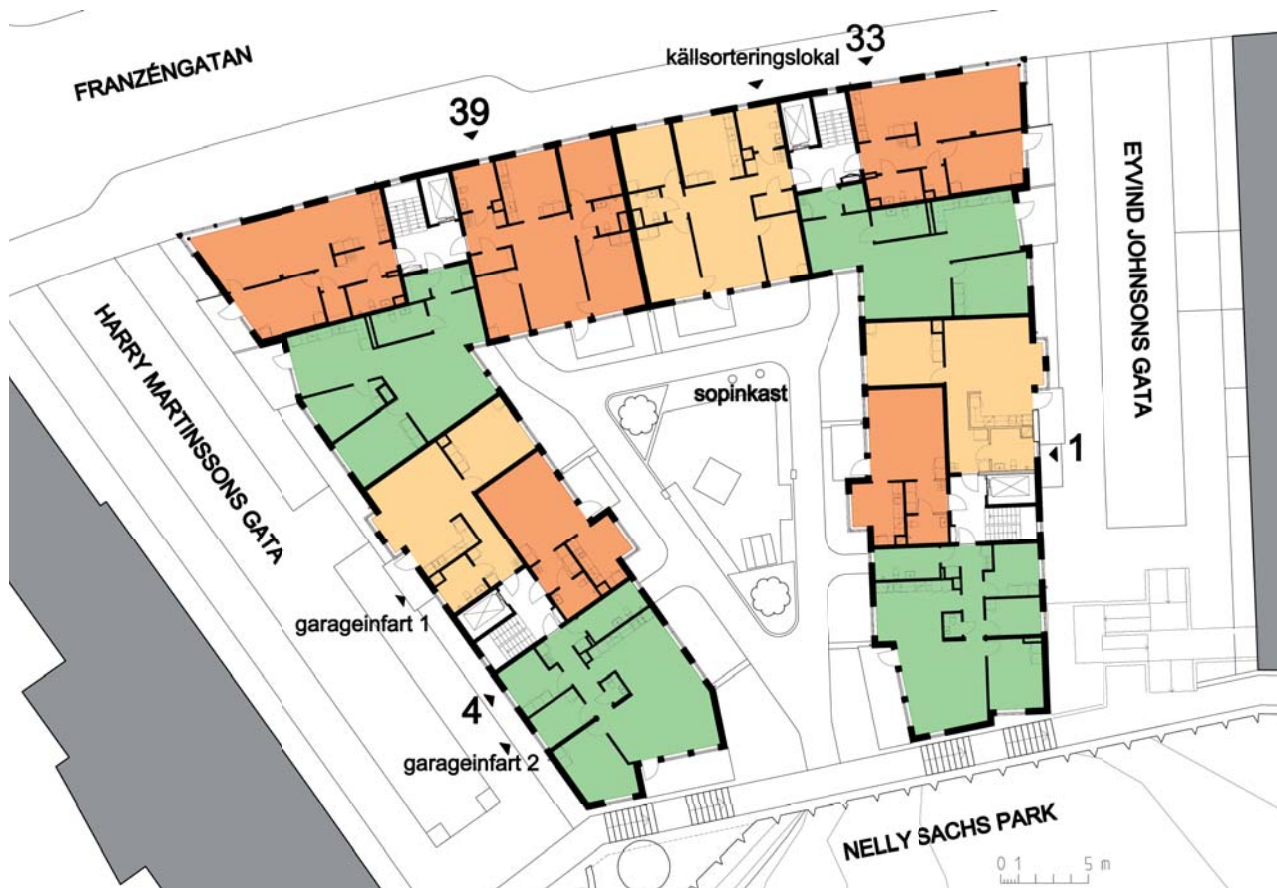 FRANZÉNGATAN
källsorteringslokal
33
39
EYVIND JOHNSONS GATA
HARRY MARTINSSONS GATA
sopinkast
1
garageinfart 1
4
garageinfart 2
NELLY SACHS PARK
0 1 5 m